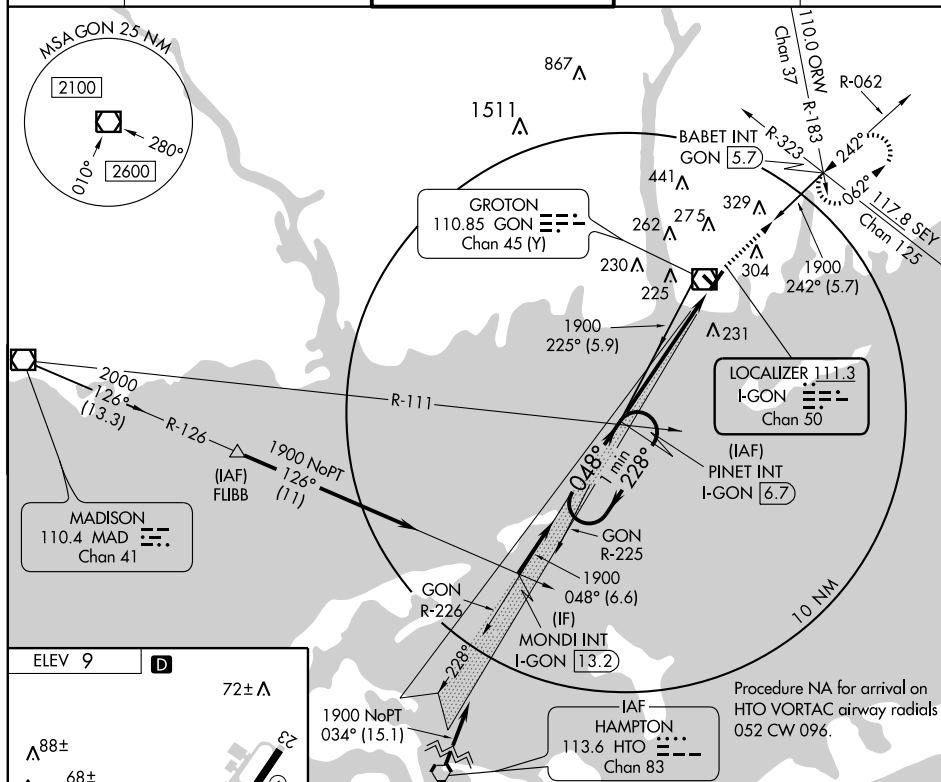 MSA GON 25 NM
2100
010°
280°
2600
867
1511
110.0 ORW
Chan 37
R-183
R-062
R-323
BABET INT
GON 5.7
242°
062°
117.8 SEY
Chan 125
441
262
275
329
230
225
304
231
1900
242° (5.7)
GROTON
110.85 GON
Chan 45 (Y)
1900
225° (5.9)
LOCALIZER 111.3
I-GON
Chan 50
2000
126°
(13.3)
R-111
R-126
(IAF)
FLIBB
1900 NoPT
126°
(11)
MADISON
110.4 MAD
Chan 41
048°
1 min
228°
(IAF)
PINET INT
I-GON 6.7
GON
R-225
1900
048° (6.6)
GON
R-226
(IF)
MONDI INT
I-GON 13.2
228°
10 NM
1900 NoPT
034° (15.1)
IAF
HAMPTON
113.6 HTO
Chan 83
Procedure NA for arrival on
HTO VORTAC airway radials
052 CW 096.
ELEV 9
D
72±
88±
68±
23